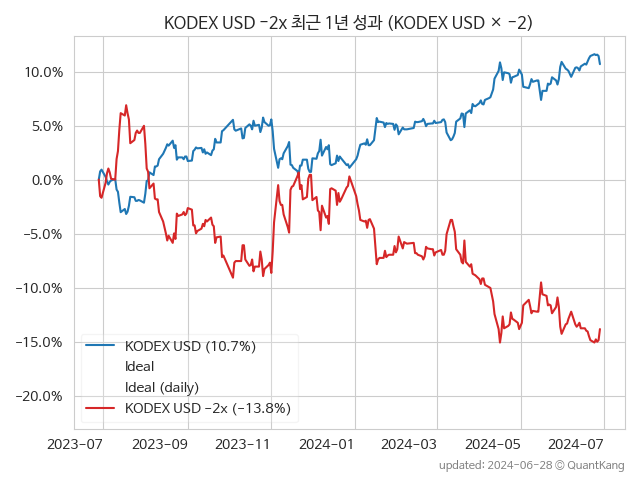 KODEX USD −2x 최근 1년 성과 (KODEX USD × −2)
10.0%
5.0%
0.0%
−5.0%
−10.0%
−15.0%
−20.0%
KODEX USD (10.7%)
Ideal
Ideal (daily)
KODEX USD −2x (−13.8%)
2023-07 2023-09 2023-11 2024-01 2024-03 2024-05 2024-07
updated: 2024-06-28 © QuantKang